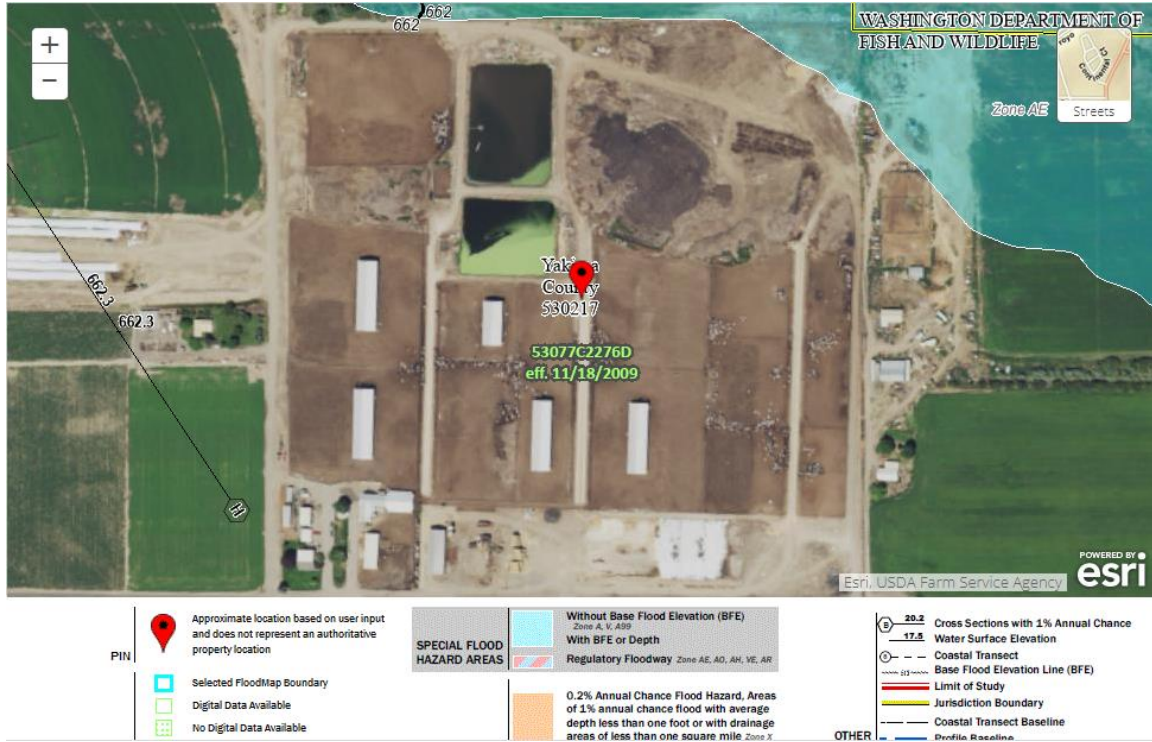 662
662
WASHINGTON DEPARTMENT OF
FISH AND WILDLIFE
+
−
Zone AE
Continental Ct
Streets
662.3
662.3
Yakima
County
530217
53077C2276D
eff. 11/18/2009
H
POWERED BY
esri
Esri, USDA Farm Service Agency
PIN
Approximate location based on user input
and does not represent an authoritative
property location
Selected FloodMap Boundary
Digital Data Available
No Digital Data Available
SPECIAL FLOOD
HAZARD AREAS
Without Base Flood Elevation (BFE)
Zone A, V, A99
With BFE or Depth
Regulatory Floodway Zone AE, AO, AH, VE, AR
0.2% Annual Chance Flood Hazard, Areas
of 1% annual chance flood with average
depth less than one foot or with drainage
areas of less than one square mile Zone X
OTHER
B 20.2 Cross Sections with 1% Annual Chance
17.5 Water Surface Elevation
8 Coastal Transect
513 Base Flood Elevation Line (BFE)
Limit of Study
Jurisdiction Boundary
Coastal Transect Baseline
Profile Baseline